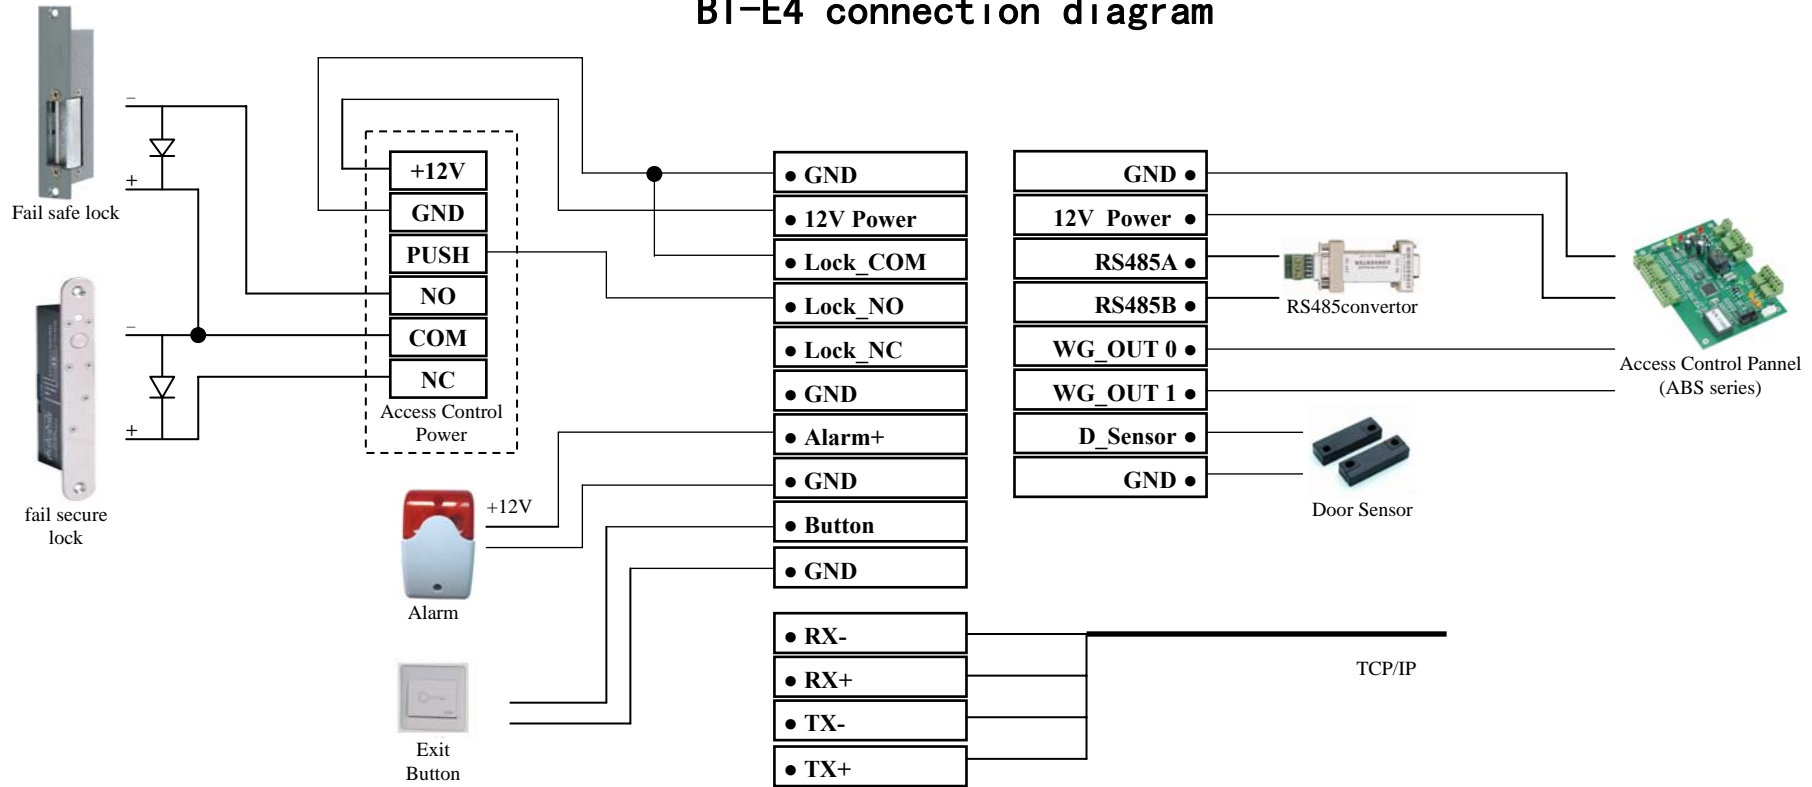 BT-E4 connection diagram
−
+
Fail safe lock
−
+
fail secure
lock
+12V
GND
PUSH
NO
COM
NC
Access Control
Power
+12V
Alarm
Exit
Button
● GND
● 12V Power
● Lock_COM
● Lock_NO
● Lock_NC
● GND
● Alarm+
● GND
● Button
● GND
● RX-
● RX+
● TX-
● TX+
GND ●
12V Power ●
RS485A ●
RS485B ●
WG_OUT 0 ●
WG_OUT 1 ●
D_Sensor ●
GND ●
RS485convertor
Access Control Pannel
(ABS series)
Door Sensor
TCP/IP